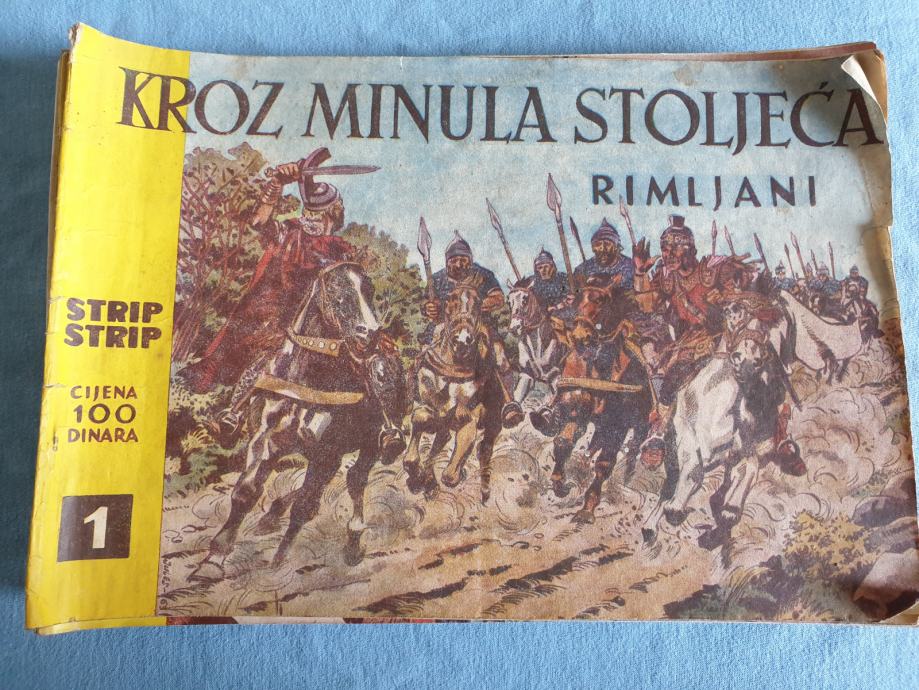 KROZ MINULA STOLJEĆA
RIMLJANI
STRIP
STRIP
CIJENA
100
DINARA
1